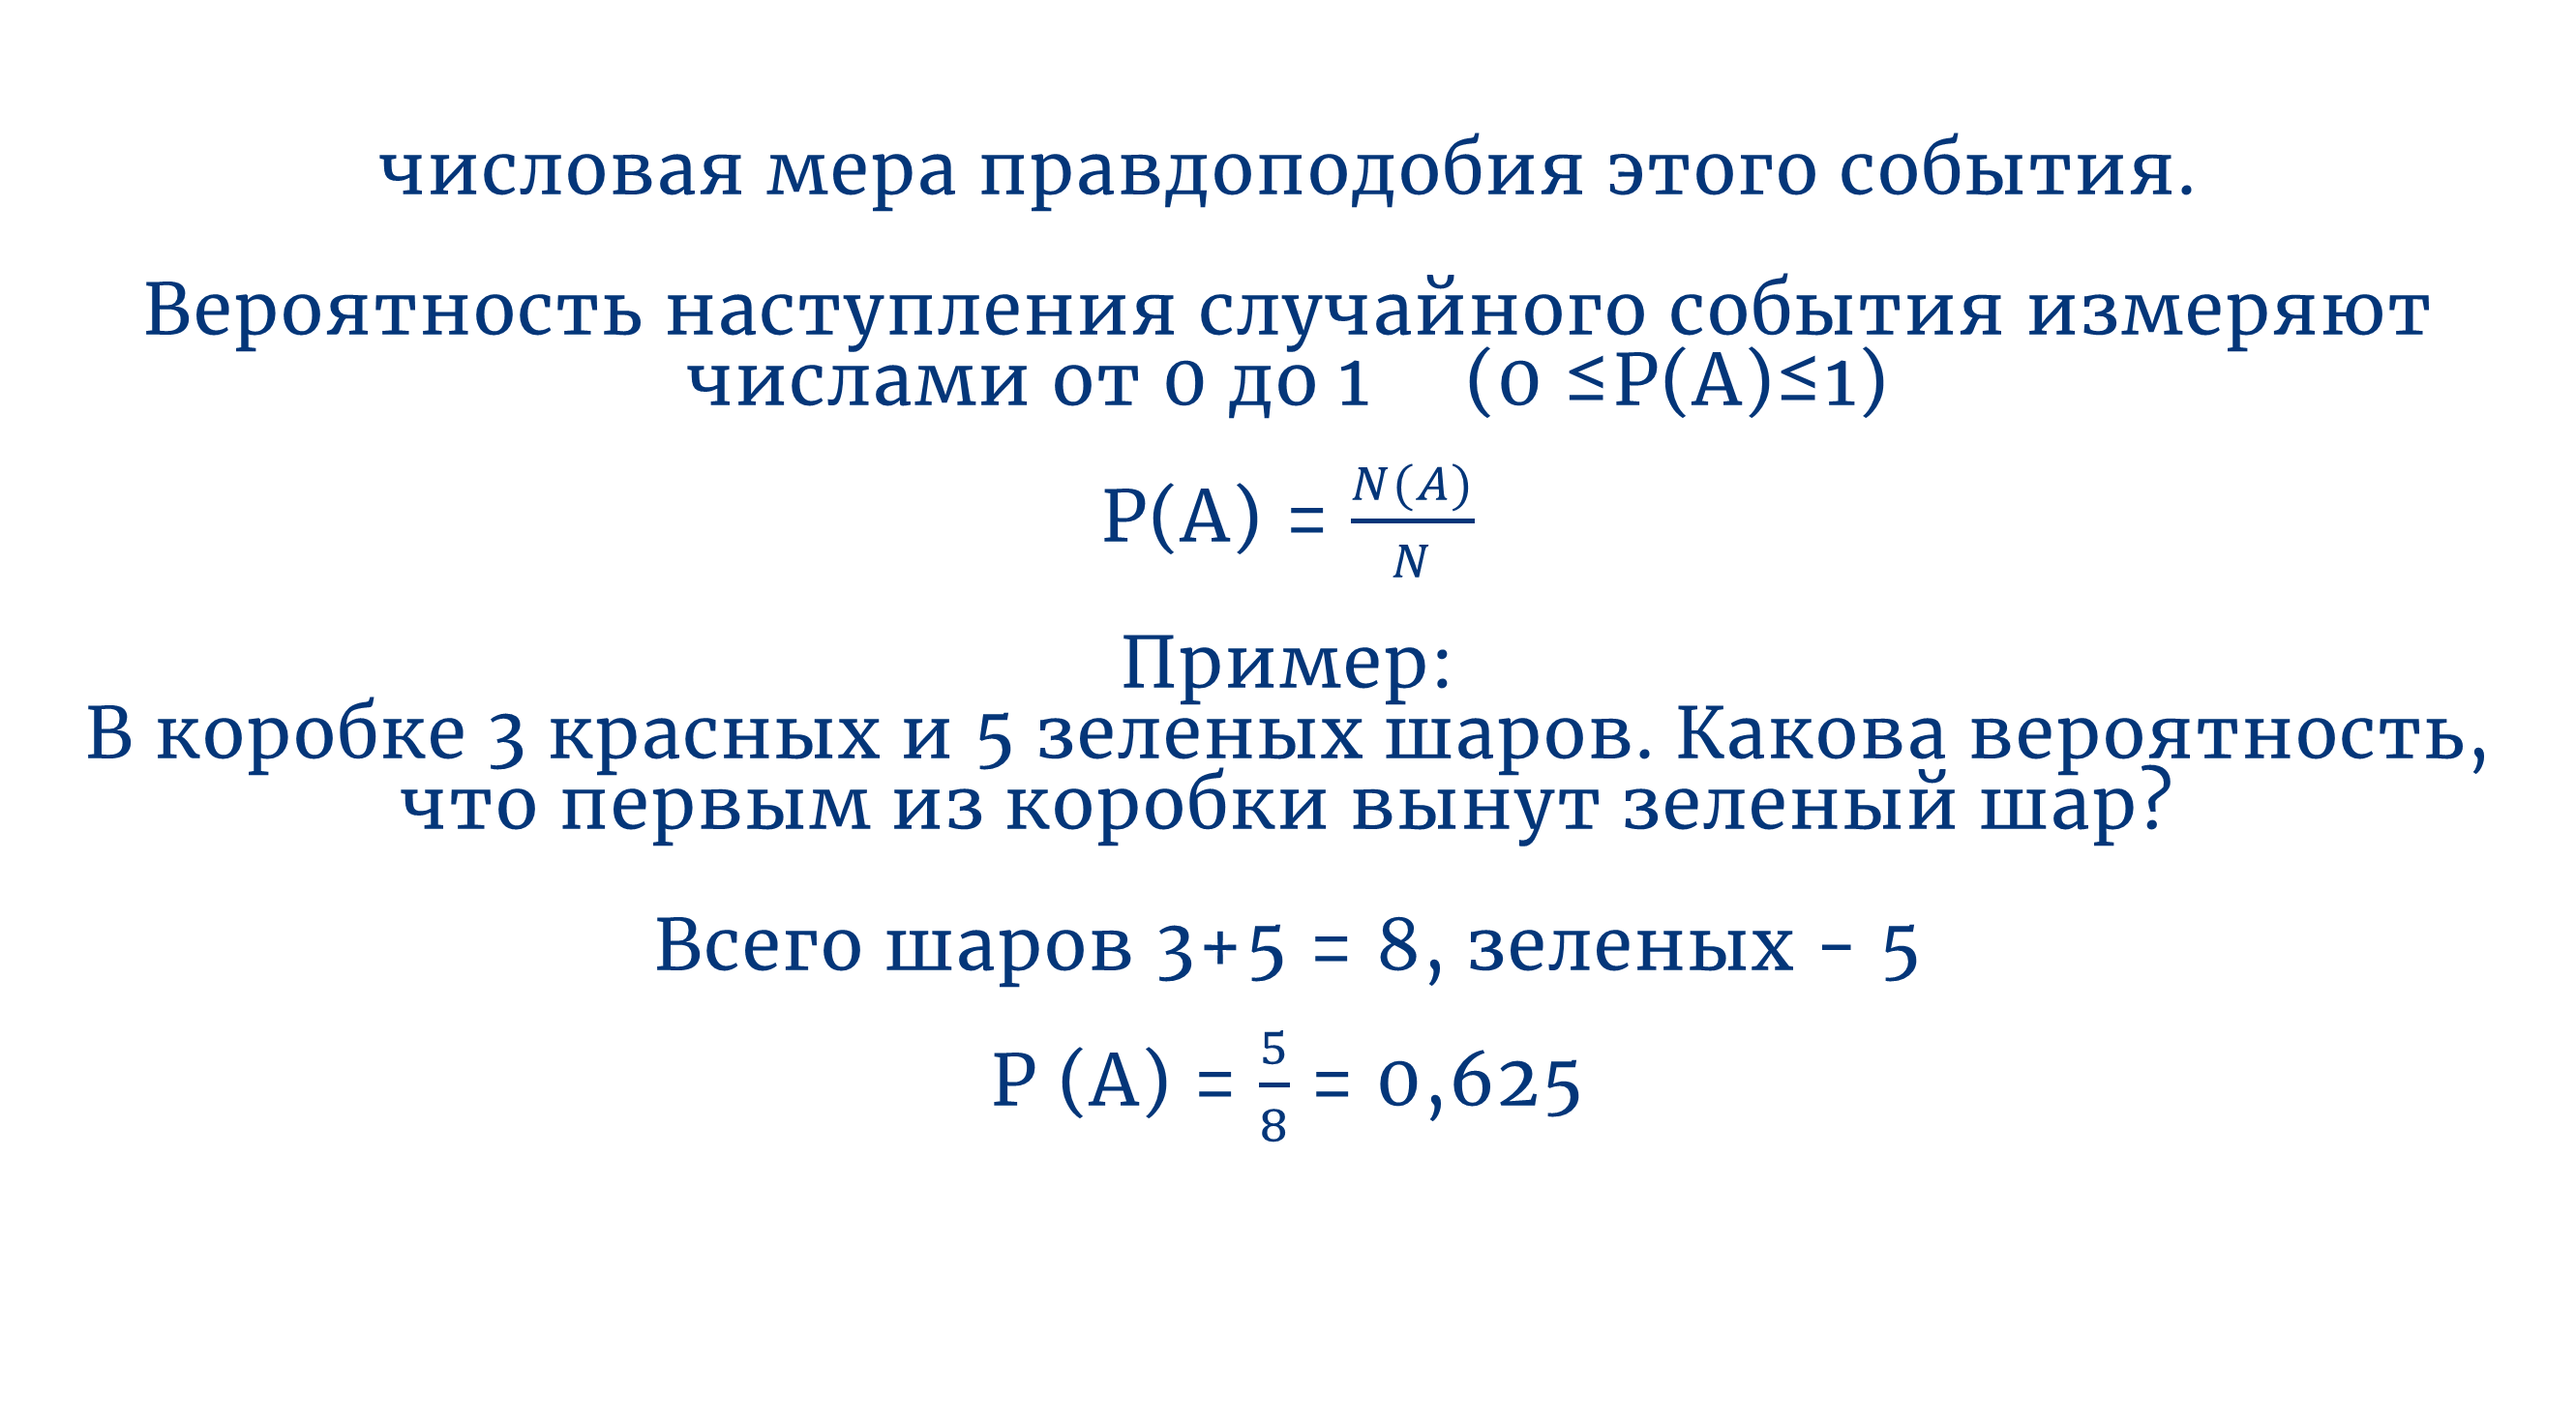 числовая мера правдоподобия этого события.
Вероятность наступления случайного события измеряют
числами от 0 до 1 (0 ≤P(A)≤1)
P(A) = N(A)/N
Пример:
В коробке 3 красных и 5 зеленых шаров. Какова вероятность,
что первым из коробки вынут зеленый шар?
Всего шаров 3+5 = 8, зеленых - 5
P (A) = 5/8 = 0,625